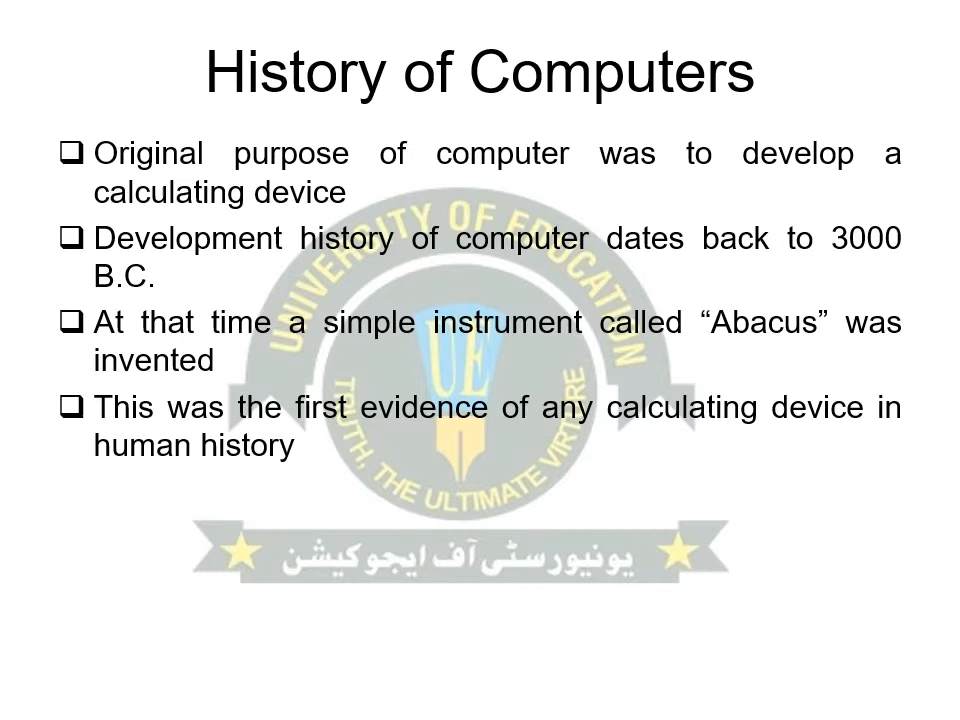 History of Computers
Original purpose of computer was to develop a
calculating device
Development history of computer dates back to 3000
B.C.
At that time a simple instrument called “Abacus” was
invented
This was the first evidence of any calculating device in
human history
UNIVERSITY OF EDUCATION
UE
TRUTH, THE ULTIMATE VIRTUE
یونیورسٹی آف ایجوکیشن